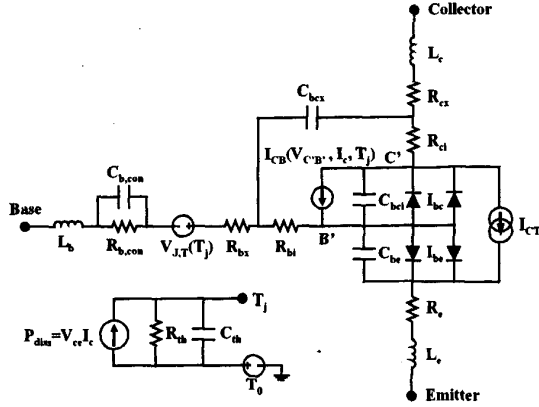 Collector
L_c
R_cx
C_bcx
R_ci
I_CB(V_C'B', I_c, T_j)
C'
C_b,con
C_bci
I_bc
Base
I_CT
L_b
R_b,con
V_J,T(T_j)
R_bx
R_bi
B'
C_be
I_be
T_j
R_e
P_diss=V_ce I_c
R_th
C_th
L_e
T_0
Emitter